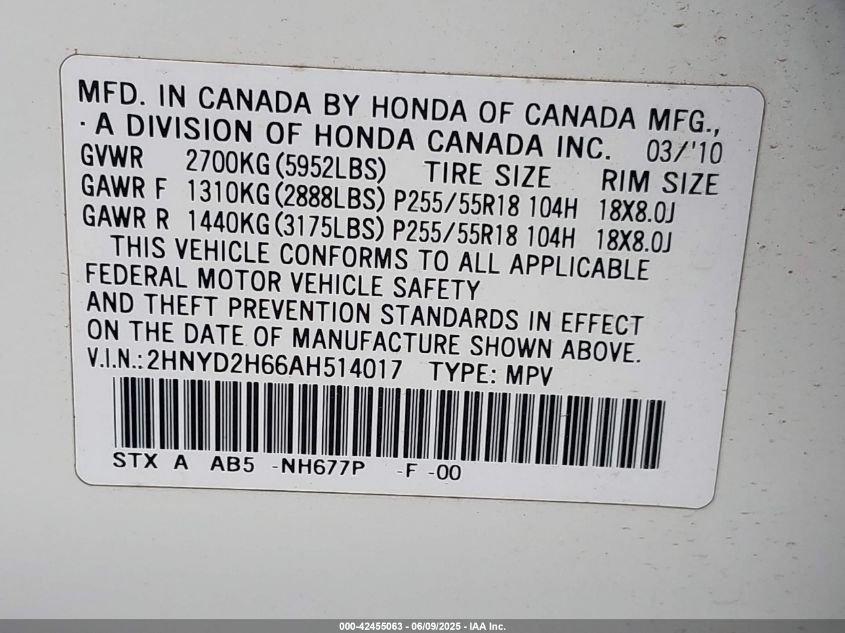 MFD. IN CANADA BY HONDA OF CANADA MFG.,
· A DIVISION OF HONDA CANADA INC. 03/'10
GVWR 2700KG (5952LBS) TIRE SIZE RIM SIZE
GAWR F 1310KG (2888LBS) P255/55R18 104H 18X8.0J
GAWR R 1440KG (3175LBS) P255/55R18 104H 18X8.0J
THIS VEHICLE CONFORMS TO ALL APPLICABLE
FEDERAL MOTOR VEHICLE SAFETY
AND THEFT PREVENTION STANDARDS IN EFFECT
ON THE DATE OF MANUFACTURE SHOWN ABOVE.
V.I.N.: 2HNYD2H66AH514017 TYPE: MPV
STX A AB5 -NH677P -F -00
000-42455063 - 06/09/2025 - IAA Inc.